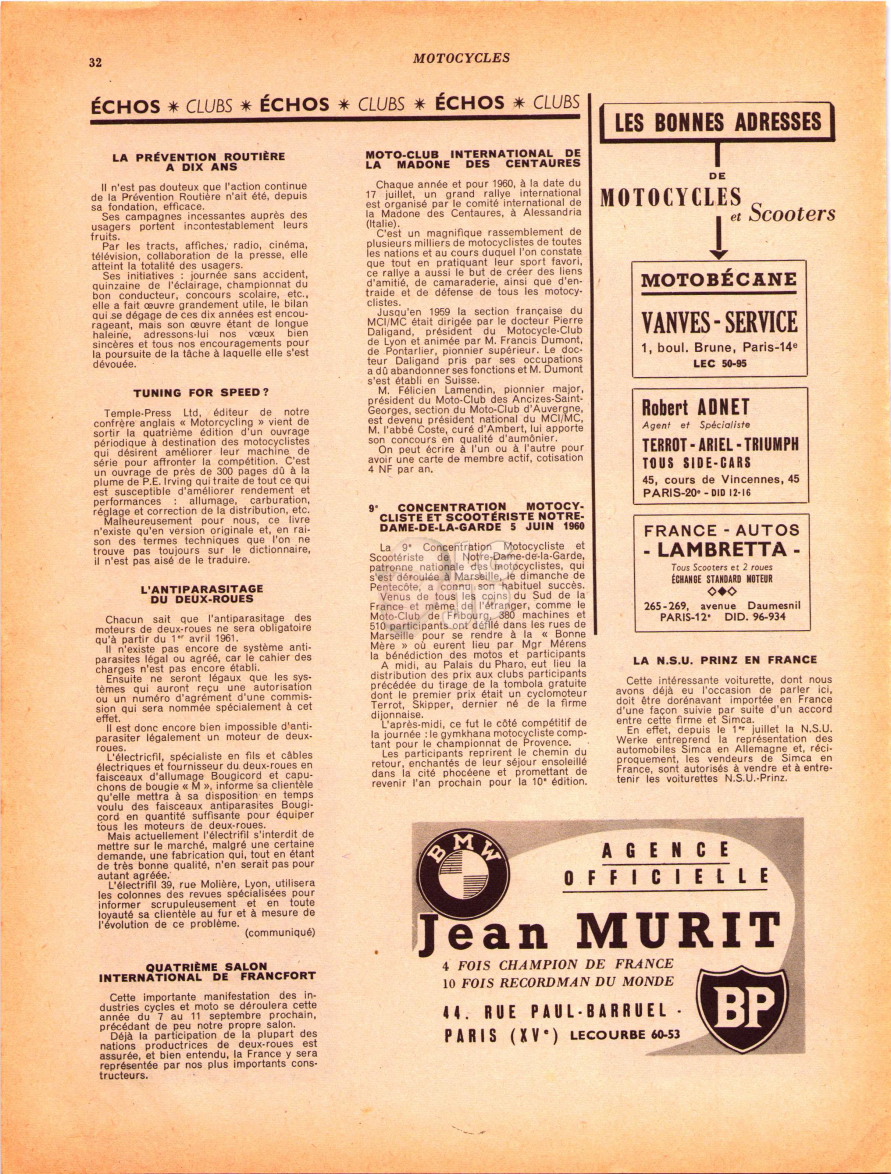 32
MOTOCYCLES
ÉCHOS * CLUBS * ÉCHOS * CLUBS * ÉCHOS * CLUBS
LA PRÉVENTION ROUTIÈRE
A DIX ANS
Il n'est pas douteux que l'action continue
de la Prévention Routière n'ait été, depuis
sa fondation, efficace.
Ses campagnes incessantes auprès des
usagers portent incontestablement leurs
fruits.
Par les tracts, affiches, radio, cinéma,
télévision, collaboration de la presse, elle
atteint la totalité des usagers.
Ses initiatives : journée sans accident,
quinzaine de l'éclairage, championnat du
bon conducteur, concours scolaire, etc.,
elle a fait œuvre grandement utile, le bilan
qui se dégage de ces dix années est encou-
rageant, mais son œuvre étant de longue
haleine, adressons-lui nos vœux bien
sincères et tous nos encouragements pour
la poursuite de la tâche à laquelle elle s'est
dévouée.
TUNING FOR SPEED ?
Temple-Press Ltd, éditeur de notre
confrère anglais « Motorcycling » vient de
sortir la quatrième édition d'un ouvrage
périodique à destination des motocyclistes
qui désirent améliorer leur machine de
série pour affronter la compétition. C'est
un ouvrage de près de 300 pages dû à la
plume de P.E. Irving qui traite de tout ce qui
est susceptible d'améliorer rendement et
performances : allumage, carburation,
réglage et correction de la distribution, etc.
Malheureusement pour nous, ce livre
n'existe qu'en version originale et, en rai-
son des termes techniques que l'on ne
trouve pas toujours sur le dictionnaire,
il n'est pas aisé de le traduire.
L'ANTIPARASITAGE
DU DEUX-ROUES
Chacun sait que l'antiparasitage des
moteurs de deux-roues ne sera obligatoire
qu'à partir du 1er avril 1961.
Il n'existe pas encore de système anti-
parasites légal ou agréé, car le cahier des
charges n'est pas encore établi.
Ensuite ne seront légaux que les sys-
tèmes qui auront reçu une autorisation
ou un numéro d'agrément d'une commis-
sion qui sera nommée spécialement à cet
effet.
Il est donc encore bien impossible d'anti-
parasiter légalement un moteur de deux-
roues.
L'électricfil, spécialiste en fils et câbles
électriques et fournisseur du deux-roues en
faisceaux d'allumage Bougicord et capu-
chons de bougie « M », informe sa clientèle
qu'elle mettra à sa disposition en temps
voulu des faisceaux antiparasites Bougi-
cord en quantité suffisante pour équiper
tous les moteurs de deux-roues.
Mais actuellement l'électrifil s'interdit de
mettre sur le marché, malgré une certaine
demande, une fabrication qui, tout en étant
de très bonne qualité, n'en serait pas pour
autant agréée.
L'électrifil 39, rue Molière, Lyon, utilisera
les colonnes des revues spécialisées pour
informer scrupuleusement et en toute
loyauté sa clientèle au fur et à mesure de
l'évolution de ce problème.
(communiqué)
QUATRIÈME SALON
INTERNATIONAL DE FRANCFORT
Cette importante manifestation des in-
dustries cycles et moto se déroulera cette
année du 7 au 11 septembre prochain,
précédant de peu notre propre salon.
Déjà la participation de la plupart des
nations productrices de deux-roues est
assurée, et bien entendu, la France y sera
représentée par nos plus importants cons-
tructeurs.
MOTO-CLUB INTERNATIONAL DE
LA MADONE DES CENTAURES
Chaque année et pour 1960, à la date du
17 juillet, un grand rallye international
est organisé par le comité international de
la Madone des Centaures, à Alessandria
(Italie).
C'est un magnifique rassemblement de
plusieurs milliers de motocyclistes de toutes
les nations et au cours duquel l'on constate
que tout en pratiquant leur sport favori,
ce rallye a aussi le but de créer des liens
d'amitié, de camaraderie, ainsi que d'en-
traide et de défense de tous les motocy-
clistes.
Jusqu'en 1959 la section française du
MCI/MC était dirigée par le docteur Pierre
Daligand, président du Motocycle-Club
de Lyon et animée par M. Francis Dumont,
de Pontarlier, pionnier supérieur. Le doc-
teur Daligand pris par ses occupations
a dû abandonner ses fonctions et M. Dumont
s'est établi en Suisse.
M. Félicien Lamendin, pionnier major,
président du Moto-Club des Ancizes-Saint-
Georges, section du Moto-Club d'Auvergne,
est devenu président national du MCI/MC,
M. l'abbé Coste, curé d'Ambert, lui apporte
son concours en qualité d'aumônier.
On peut écrire à l'un ou à l'autre pour
avoir une carte de membre actif, cotisation
4 NF par an.
9e CONCENTRATION MOTOCY-
CLISTE ET SCOOTÉRISTE NOTRE-
DAME-DE-LA-GARDE 5 JUIN 1960
La 9e Concentration Motocycliste et
Scootériste de Notre-Dame-de-la-Garde,
patronne nationale des motocyclistes, qui
s'est déroulée à Marseille, le dimanche de
Pentecôte, a connu son habituel succès.
Venus de tous les coins du Sud de la
France et même de l'étranger, comme le
Moto-Club de Fribourg, 380 machines et
510 participants ont défilé dans les rues de
Marseille pour se rendre à la « Bonne
Mère » où eurent lieu par Mgr Mérens
la bénédiction des motos et participants
A midi, au Palais du Pharo, eut lieu la
distribution des prix aux clubs participants
précédée du tirage de la tombola gratuite
dont le premier prix était un cyclomoteur
Terrot, Skipper, dernier né de la firme
dijonnaise.
L'après-midi, ce fut le côté compétitif de
la journée : le gymkhana motocycliste comp-
tant pour le championnat de Provence.
Les participants reprirent le chemin du
retour, enchantés de leur séjour ensoleillé
dans la cité phocéene et promettant de
revenir l'an prochain pour la 10e édition.
LES BONNES ADRESSES
DE
MOTOCYCLES
et Scooters
MOTOBÉCANE
VANVES - SERVICE
1, boul. Brune, Paris-14e
LEC 50-95
Robert ADNET
Agent et Spécialiste
TERROT - ARIEL - TRIUMPH
TOUS SIDE-CARS
45, cours de Vincennes, 45
PARIS-20e - DID 12-16
FRANCE - AUTOS
- LAMBRETTA -
Tous Scooters et 2 roues
ÉCHANGE STANDARD MOTEUR
265-269, avenue Daumesnil
PARIS-12e DID. 96-934
LA N.S.U. PRINZ EN FRANCE
Cette intéressante voiturette, dont nous
avons déjà eu l'occasion de parler ici,
doit être dorénavant importée en France
d'une façon suivie par suite d'un accord
entre cette firme et Simca.
En effet, depuis le 1er juillet la N.S.U.
Werke entreprend la représentation des
automobiles Simca en Allemagne et, réci-
proquement, les vendeurs de Simca en
France, sont autorisés à vendre et à entre-
tenir les voiturettes N.S.U.-Prinz.
BMW
AGENCE
OFFICIELLE
Jean MURIT
4 FOIS CHAMPION DE FRANCE
10 FOIS RECORDMAN DU MONDE
44. RUE PAUL-BARRUEL -
PARIS (XVe) LECOURBE 60-53
BP